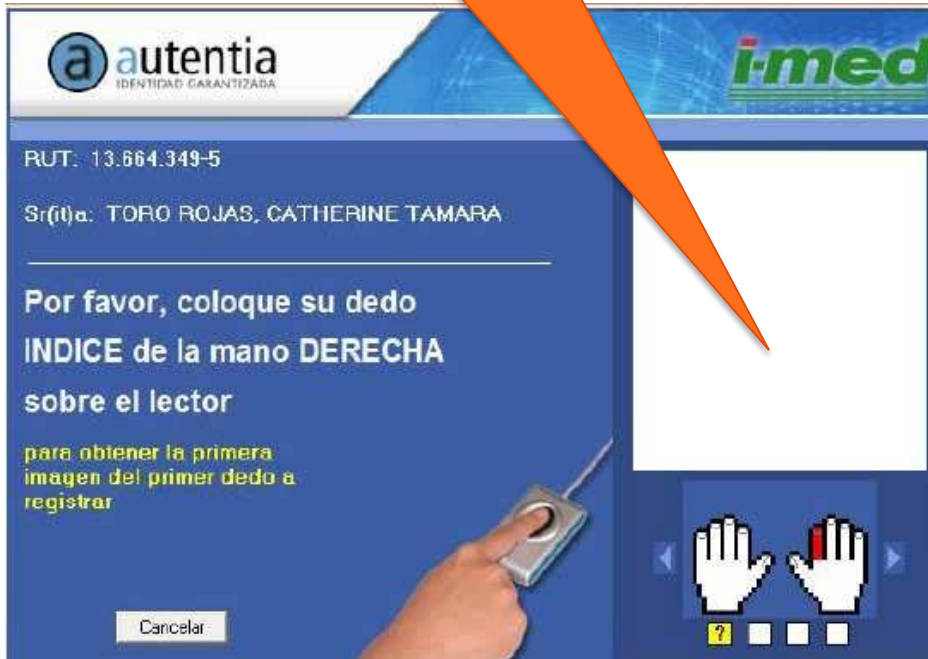 a autentia
IDENTIDAD GARANTIZADA
i-med
RUT: 13.664.349-5
Sr(it)a: TORO ROJAS, CATHERINE TAMARA
Por favor, coloque su dedo
INDICE de la mano DERECHA
sobre el lector
para obtener la primera
imagen del primer dedo a
registrar
Cancelar
?